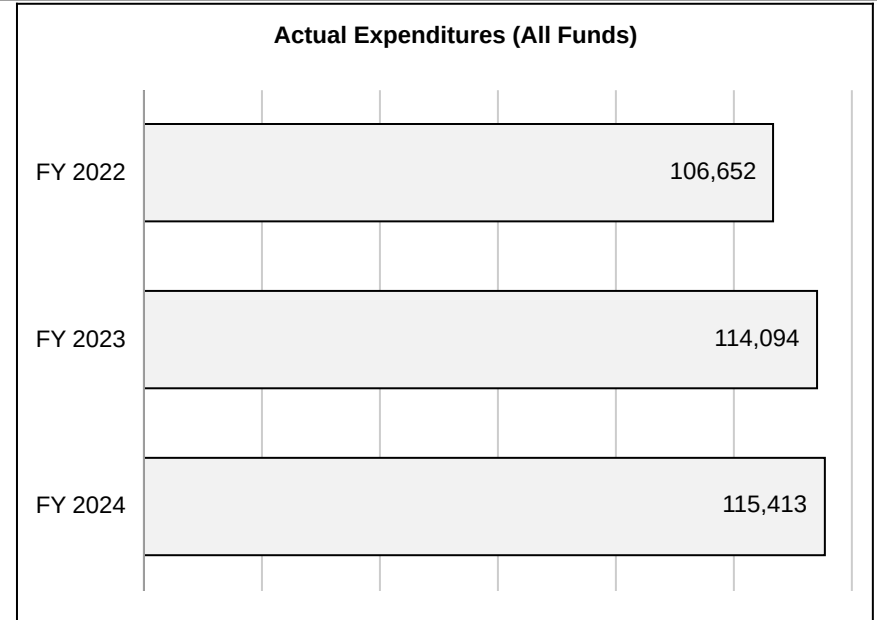 Actual Expenditures (All Funds)
FY 2022
106,652
FY 2023
114,094
FY 2024
115,413